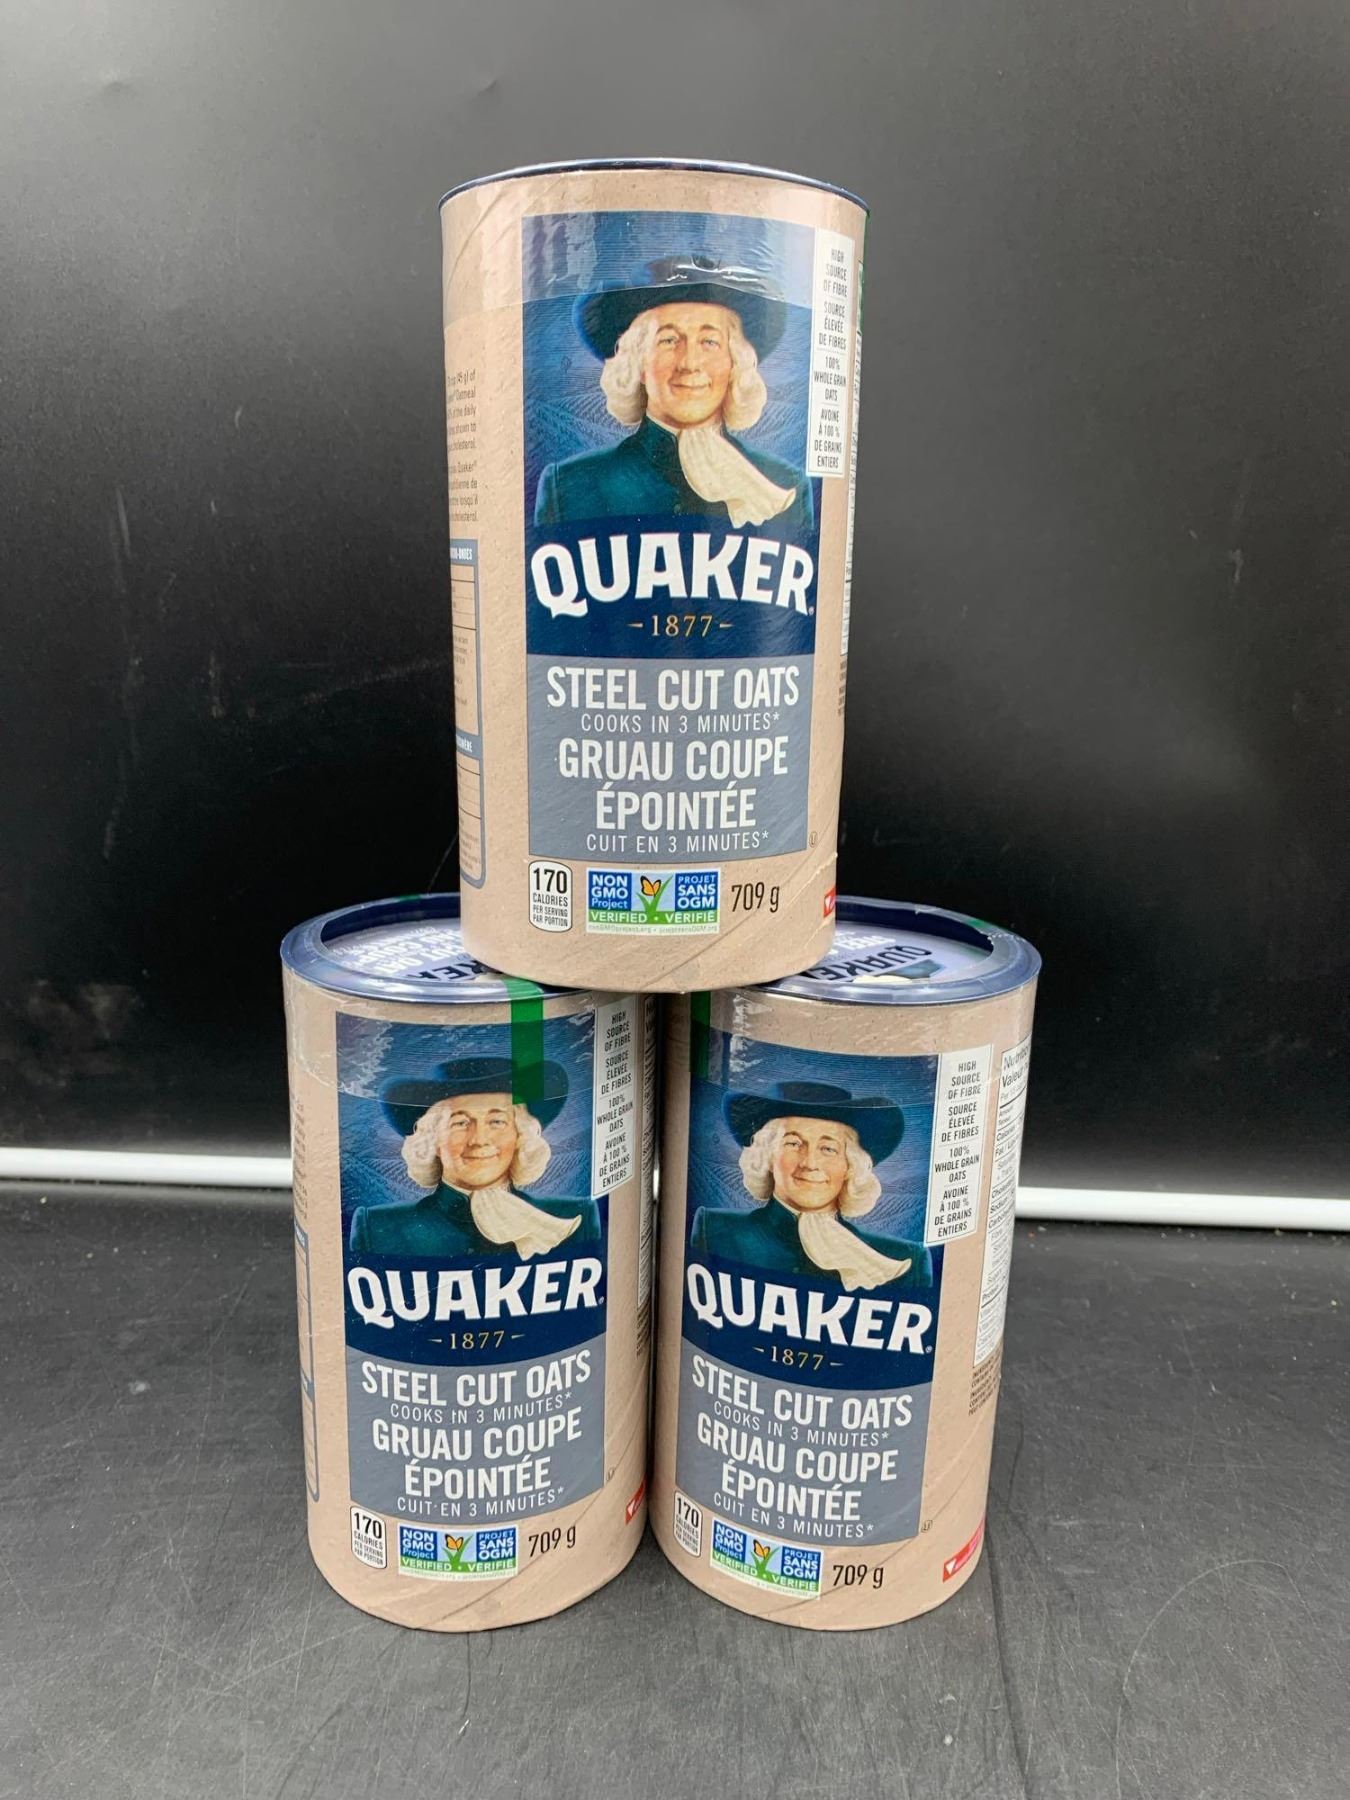 HIGH
SOURCE
OF FIBRE
SOURCE
ÉLEVÉE
DE FIBRES
100%
WHOLE GRAIN
OATS
AVOINE
À 100 %
DE GRAINS
ENTIERS
QUAKER
1877
STEEL CUT OATS
COOKS IN 3 MINUTES*
GRUAU COUPE
ÉPOINTÉE
CUIT EN 3 MINUTES*
170
CALORIES
PER SERVING
PAR PORTION
NON
GMO
Project
PROJET
SANS
OGM
VERIFIED • VÉRIFIÉ
709 g
HIGH
SOURCE
OF FIBRE
SOURCE
ÉLEVÉE
DE FIBRES
100%
WHOLE GRAIN
OATS
AVOINE
À 100 %
DE GRAINS
ENTIERS
QUAKER
1877
STEEL CUT OATS
COOKS IN 3 MINUTES*
GRUAU COUPE
ÉPOINTÉE
CUIT EN 3 MINUTES*
170
CALORIES
PER SERVING
PAR PORTION
NON
GMO
Project
PROJET
SANS
OGM
VERIFIED • VÉRIFIÉ
709 g
QUAKER
HIGH
SOURCE
OF FIBRE
SOURCE
ÉLEVÉE
DE FIBRES
100%
WHOLE GRAIN
OATS
AVOINE
À 100 %
DE GRAINS
ENTIERS
QUAKER
1877
STEEL CUT OATS
COOKS IN 3 MINUTES*
GRUAU COUPE
ÉPOINTÉE
CUIT EN 3 MINUTES*
170
CALORIES
PER SERVING
PAR PORTION
NON
GMO
Project
PROJET
SANS
OGM
VERIFIED • VÉRIFIÉ
709 g